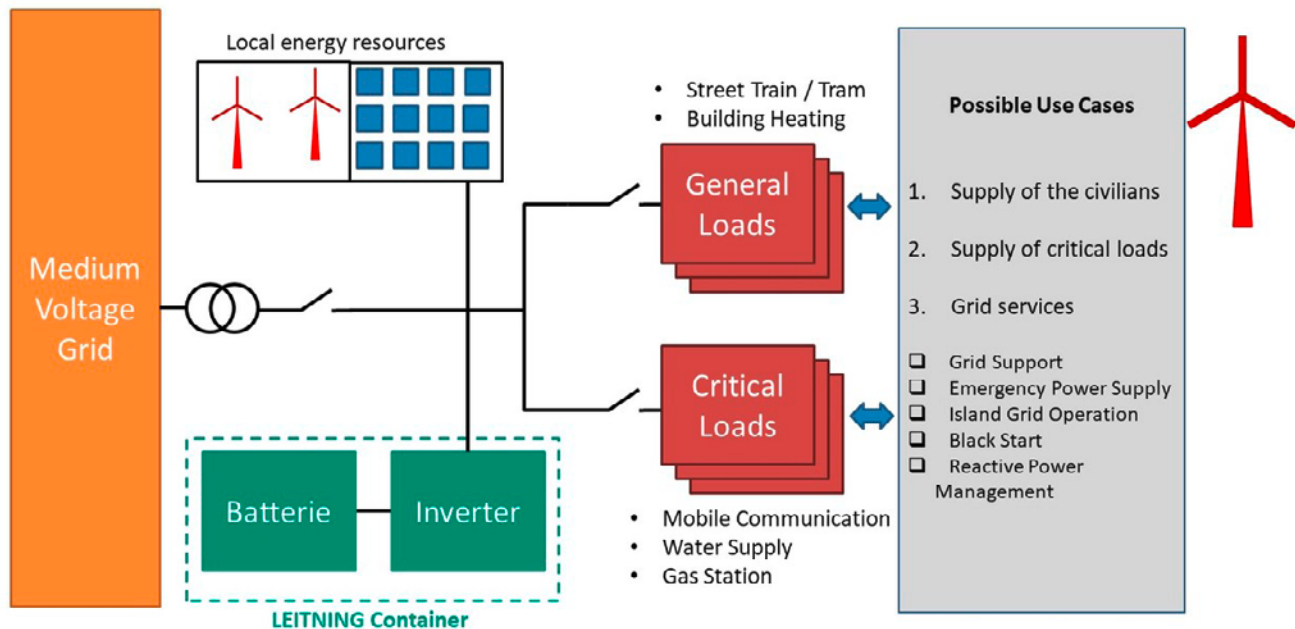 Local energy resources
Medium
Voltage
Grid
Batterie
Inverter
LEITNING Container
• Street Train / Tram
• Building Heating
General
Loads
Critical
Loads
• Mobile Communication
• Water Supply
• Gas Station
Possible Use Cases
1. Supply of the civilians
2. Supply of critical loads
3. Grid services
❑ Grid Support
❑ Emergency Power Supply
❑ Island Grid Operation
❑ Black Start
❑ Reactive Power
Management